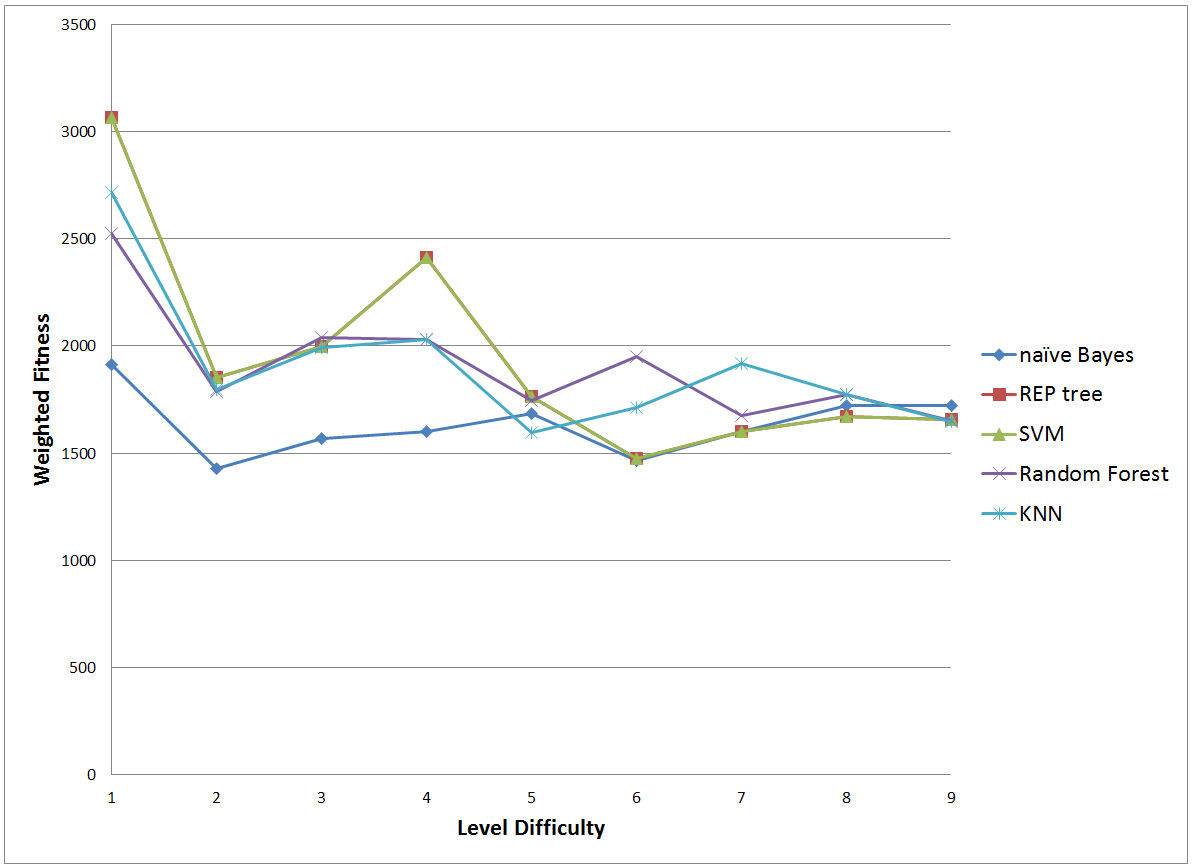 3500
3000
2500
2000
1500
1000
500
0
Weighted Fitness
1 2 3 4 5 6 7 8 9
Level Difficulty
naïve Bayes
REP tree
SVM
Random Forest
KNN